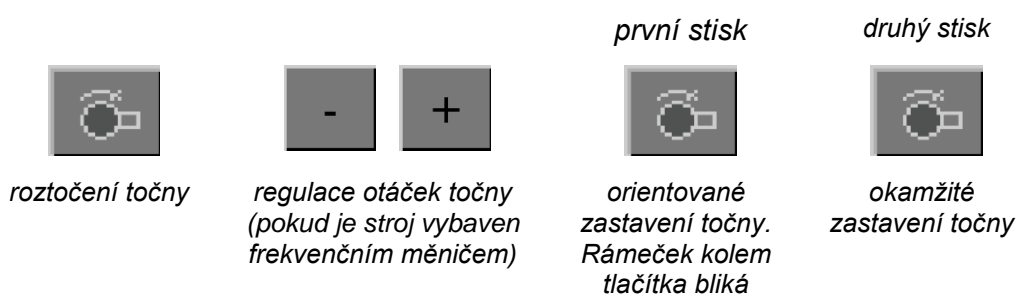 první stisk
druhý stisk
-
+
roztočení točny
regulace otáček točny
(pokud je stroj vybaven
frekvenčním měničem)
orientované
zastavení točny.
Rámeček kolem
tlačítka bliká
okamžité
zastavení točny